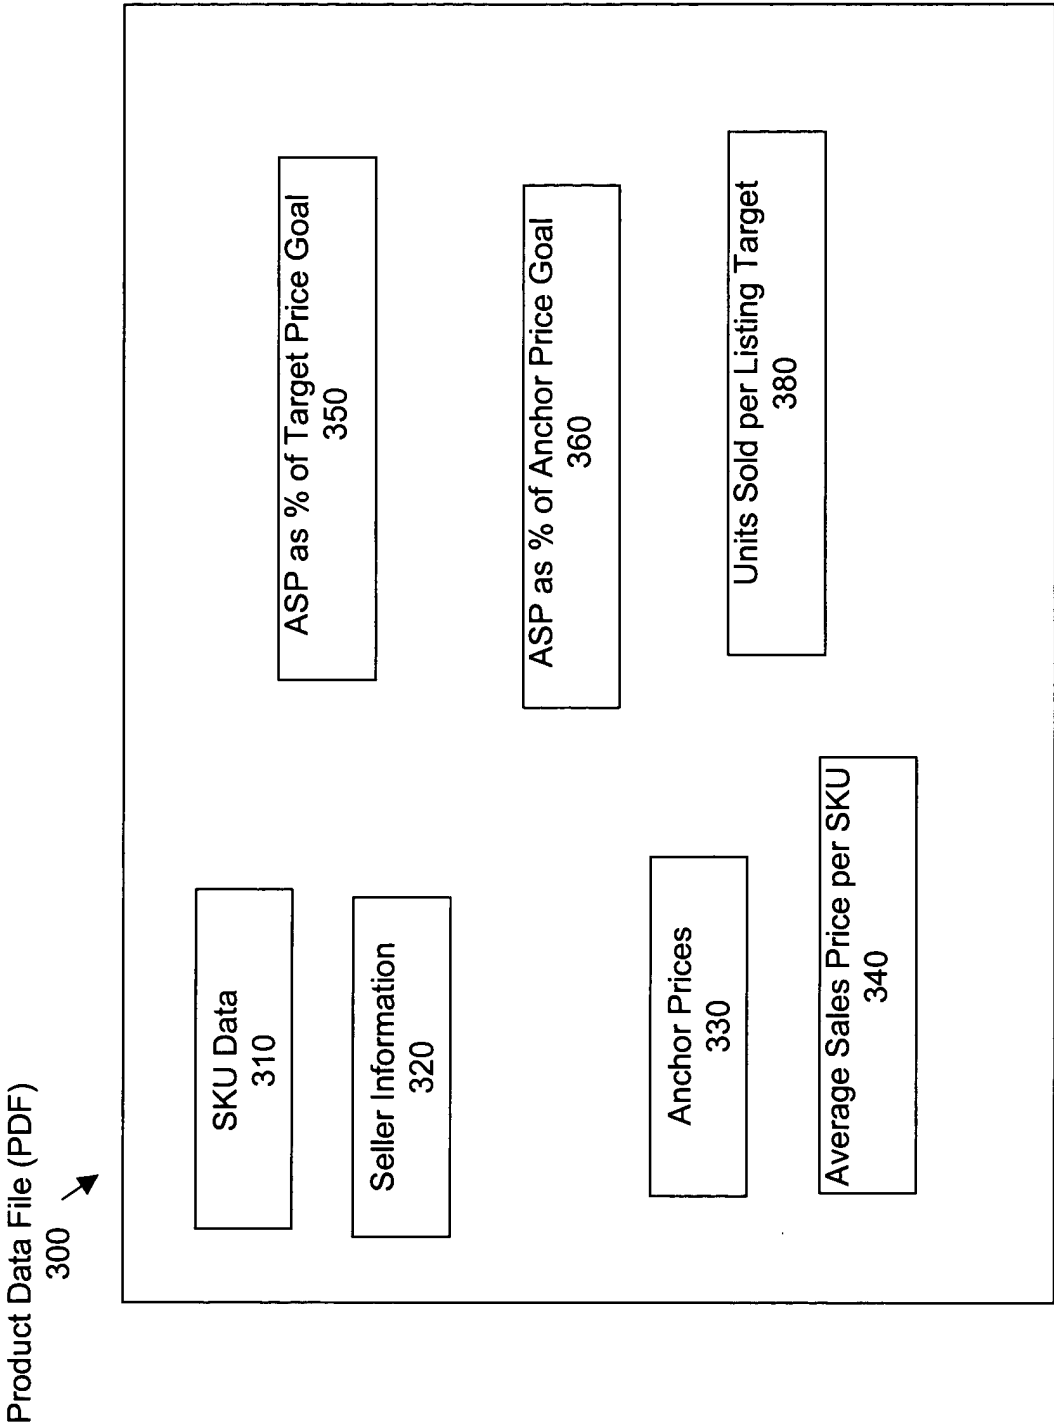 Product Data File (PDF)
300
SKU Data
310
Seller Information
320
Anchor Prices
330
Average Sales Price per SKU
340
ASP as % of Target Price Goal
350
ASP as % of Anchor Price Goal
360
Units Sold per Listing Target
380